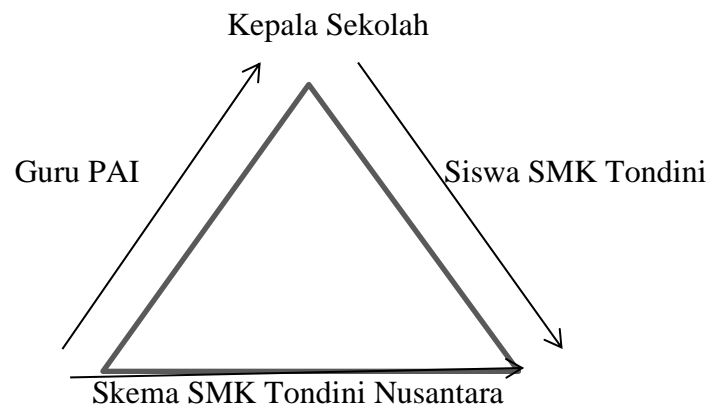 Kepala Sekolah
Guru PAI
Siswa SMK Tondini
Skema SMK Tondini Nusantara